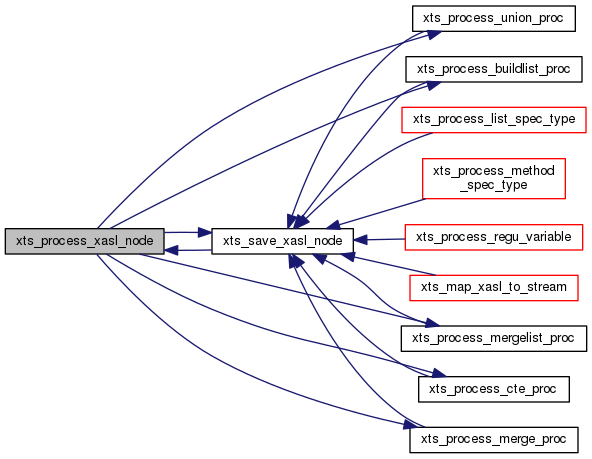 xts_process_union_proc
xts_process_buildlist_proc
xts_process_list_spec_type
xts_process_method
_spec_type
xts_process_xasl_node
xts_save_xasl_node
xts_process_regu_variable
xts_map_xasl_to_stream
xts_process_mergelist_proc
xts_process_cte_proc
xts_process_merge_proc